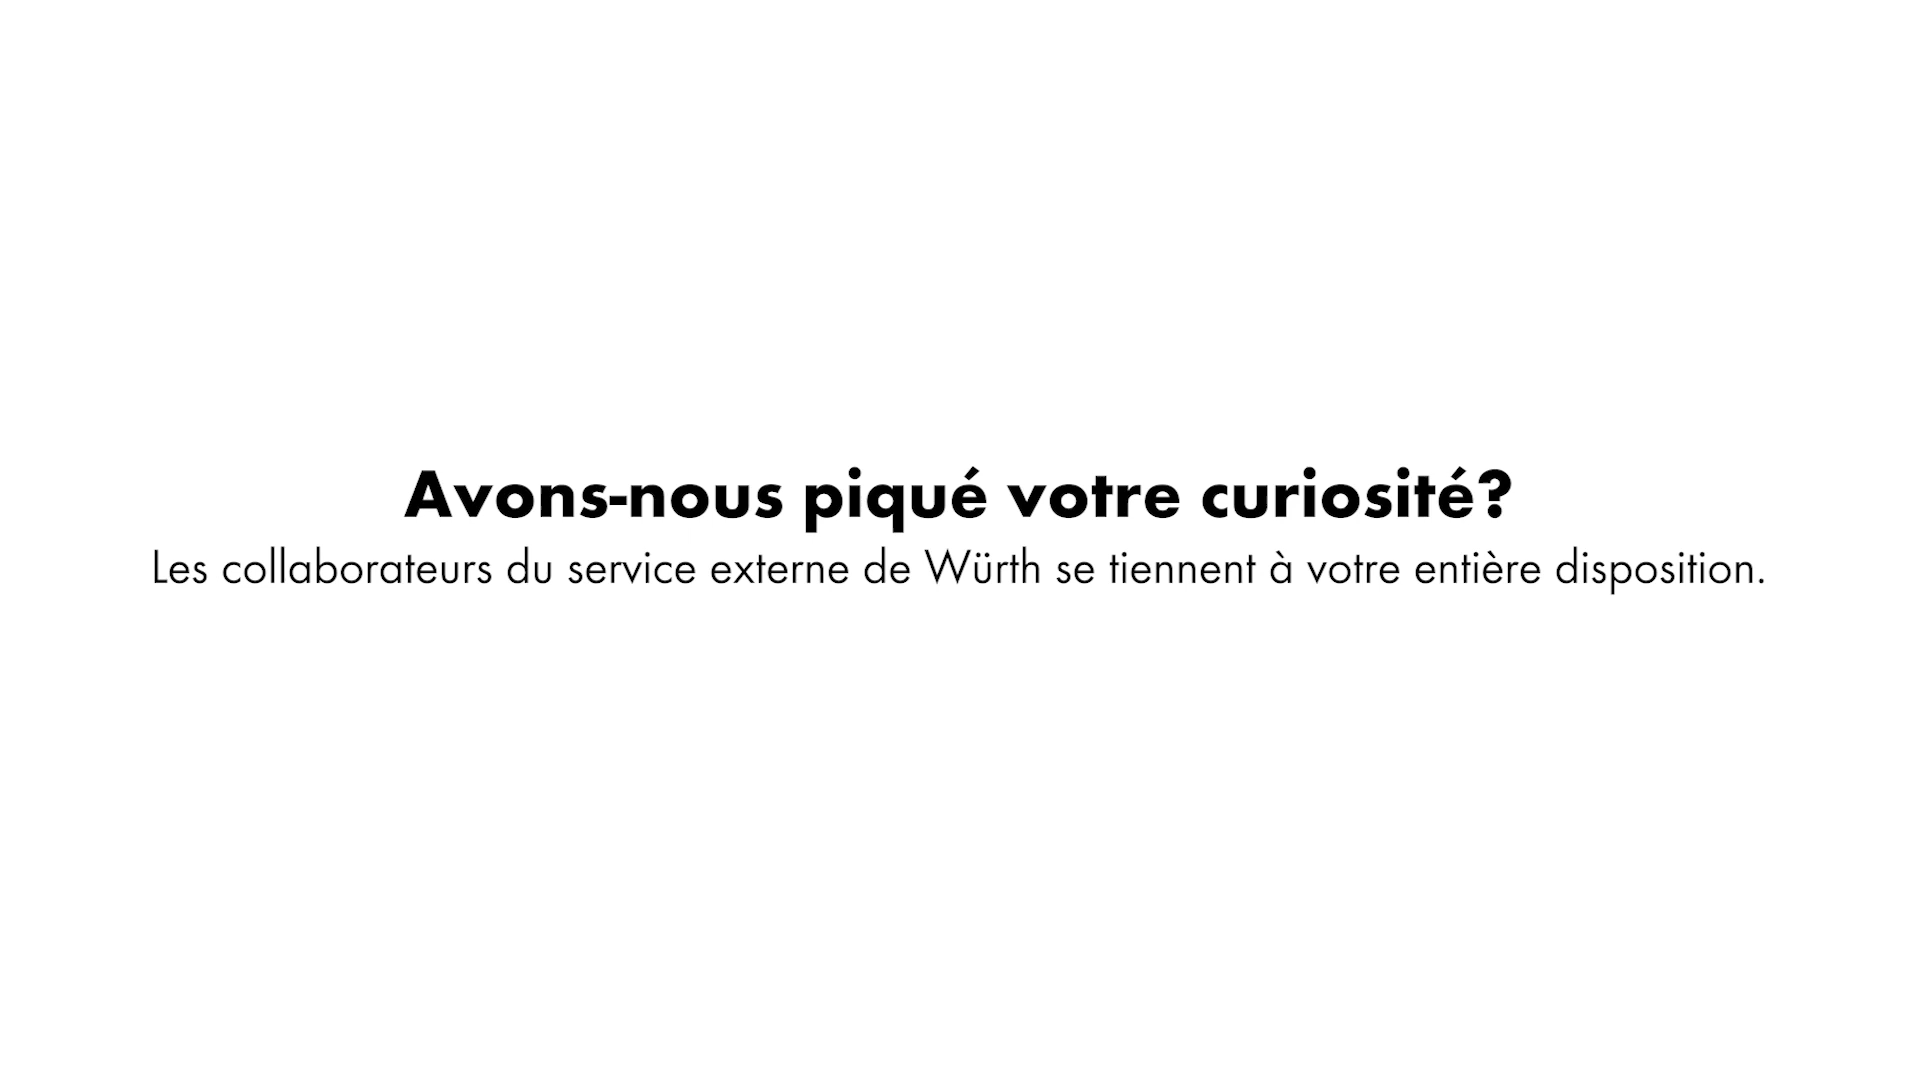 Avons-nous piqué votre curiosité?
Les collaborateurs du service externe de Würth se tiennent à votre entière disposition.